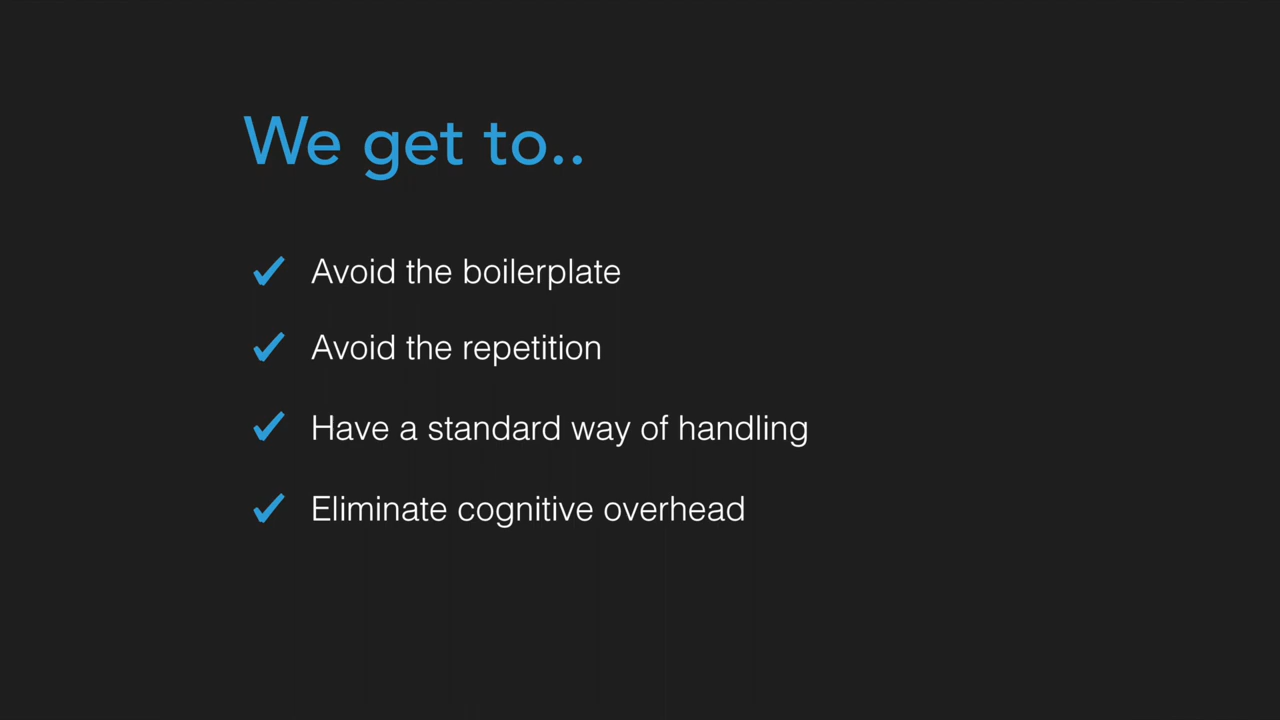 We get to..
Avoid the boilerplate
Avoid the repetition
Have a standard way of handling
Eliminate cognitive overhead